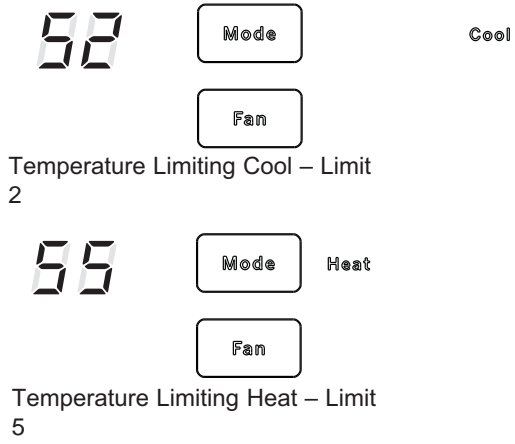 52 Mode Cool
Fan
Temperature Limiting Cool – Limit
2
55 Mode Heat
Fan
Temperature Limiting Heat – Limit
5